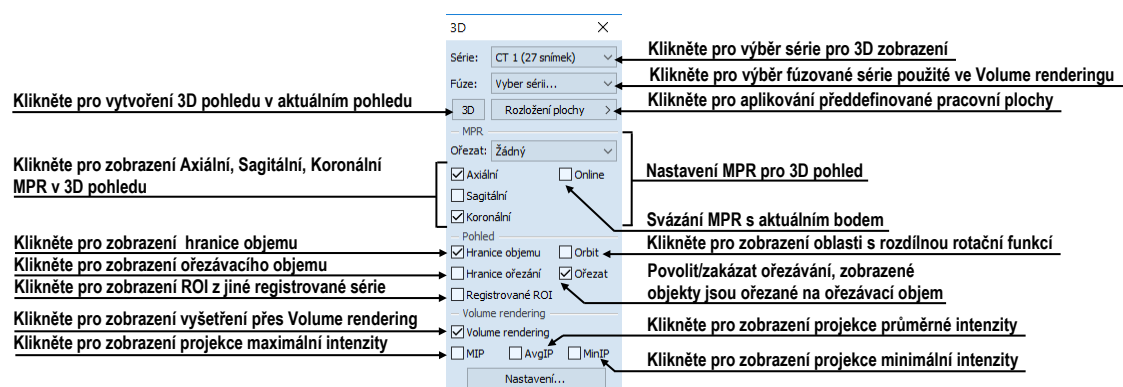 3D
Série: CT 1 (27 snímek)
Fúze: Vyber sérii...
3D Rozložení plochy >
MPR
Ořezat: Žádný
Axiální Online
Sagitální
Koronální
Pohled
Hranice objemu Orbit
Hranice ořezání Ořezat
Registrované ROI
Volume rendering
Volume rendering
MIP AvgIP MinIP
Nastavení...
Klikněte pro vytvoření 3D pohledu v aktuálním pohledu
Klikněte pro zobrazení Axiální, Sagitální, Koronální
MPR v 3D pohledu
Klikněte pro zobrazení hranice objemu
Klikněte pro zobrazení ořezávacího objemu
Klikněte pro zobrazení ROI z jiné registrované série
Klikněte pro zobrazení vyšetření přes Volume rendering
Klikněte pro zobrazení projekce maximální intenzity
Klikněte pro výběr série pro 3D zobrazení
Klikněte pro výběr fúzované série použité ve Volume renderingu
Klikněte pro aplikování předdefinované pracovní plochy
Nastavení MPR pro 3D pohled
Svázání MPR s aktuálním bodem
Klikněte pro zobrazení oblasti s rozdílnou rotační funkcí
Povolit/zakázat ořezávání, zobrazené
objekty jsou ořezané na ořezávací objem
Klikněte pro zobrazení projekce průměrné intenzity
Klikněte pro zobrazení projekce minimální intenzity